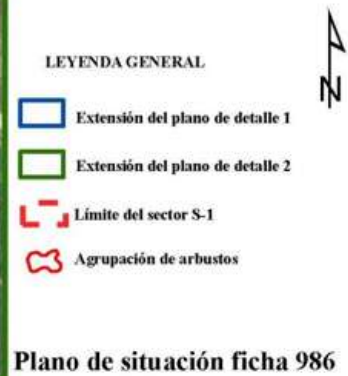 LEYENDA GENERAL
N
Extensión del plano de detalle 1
Extensión del plano de detalle 2
Límite del sector S-1
Agrupación de arbustos
Plano de situación ficha 986